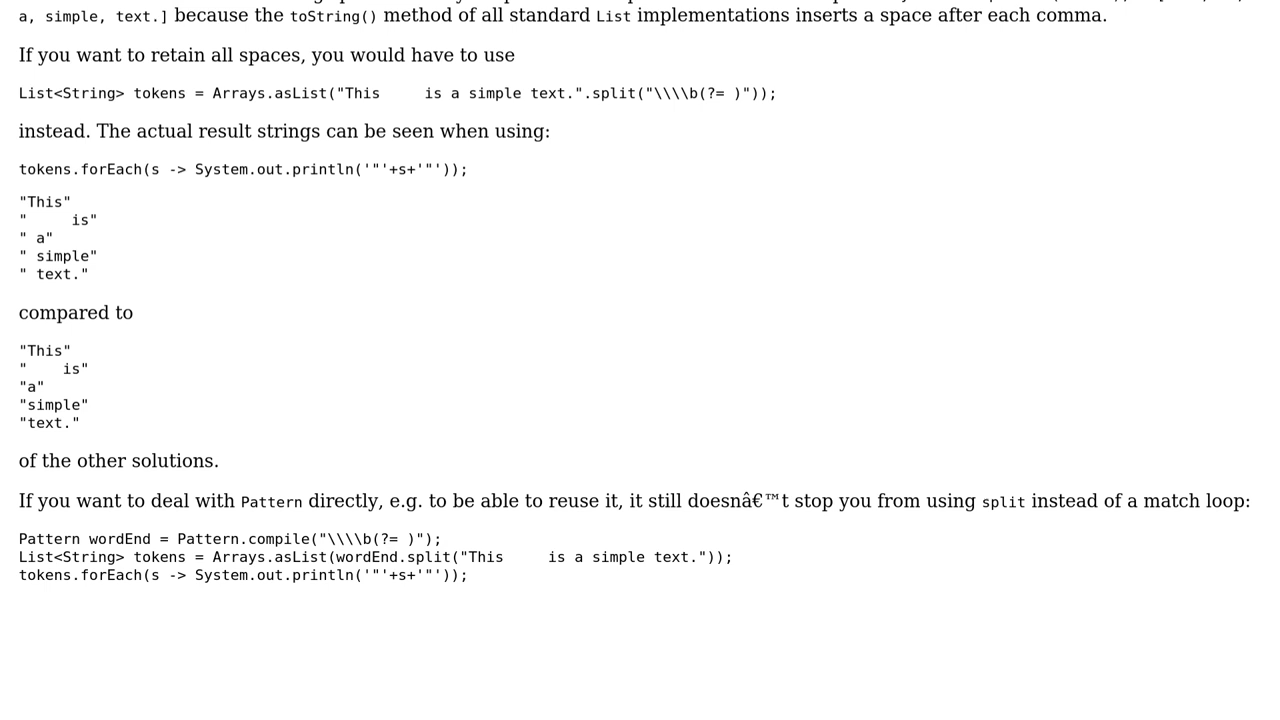 a, simple, text.] because the toString() method of all standard List implementations inserts a space after each comma.
If you want to retain all spaces, you would have to use
List<String> tokens = Arrays.asList("This     is a simple text.".split("\\\\b(?= )"));
instead. The actual result strings can be seen when using:
tokens.forEach(s -> System.out.println('"'+s+'"'));
"This"
"     is"
" a"
" simple"
" text."
compared to
"This"
"    is"
"a"
"simple"
"text."
of the other solutions.
If you want to deal with Pattern directly, e.g. to be able to reuse it, it still doesnâ€™t stop you from using split instead of a match loop:
Pattern wordEnd = Pattern.compile("\\\\b(?= )");
List<String> tokens = Arrays.asList(wordEnd.split("This     is a simple text."));
tokens.forEach(s -> System.out.println('"'+s+'"'));